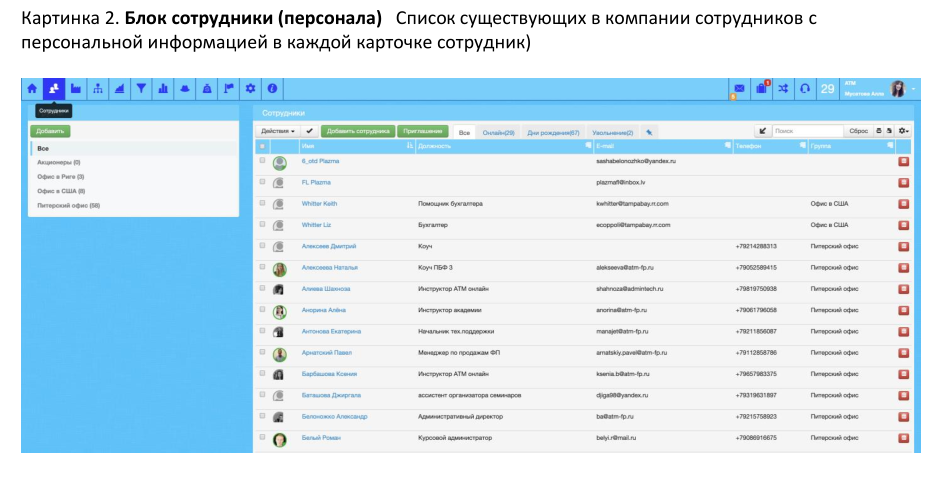 Картинка 2. Блок сотрудники (персонала) Список существующих в компании сотрудников с
персональной информацией в каждой карточке сотрудник)
29 АТМ
Муратова Анна
Сотрудники
Добавить
Все
Акционеры (0)
Офис в Риге (3)
Офис в США (8)
Питерский офис (58)
Сотрудники
Действия Добавить сотрудника Приглашение Все Онлайн(29) Дни рождения(67) Увольнение(2) Поиск Сброс
Имя Должность E-mail Телефон Группа
6_ofd Plazma sashabelonozhko@yandex.ru
FL Plazma plazmafl@inbox.lv
Whitter Keith Помощник бухгалтера kwhitter@tampabay.rr.com Офис в США
Whitter Liz Бухгалтер ecoppoli@tampabay.rr.com Офис в США
Алексеев Дмитрий Коуч +79214288313 Питерский офис
Алексеева Наталья Коуч ПБФ 3 alekseeva@atm-fp.ru +79052589415 Питерский офис
Алиева Шахноза Инструктор АТМ онлайн shahnoza@admintech.ru +79819750938 Питерский офис
Анорина Алёна Инструктор академии anorina@atm-fp.ru +79061796058 Питерский офис
Антонова Екатерина Начальник тех.поддержки manajet@atm-fp.ru +79211856087 Питерский офис
Арнатский Павел Менеджер по продажам ФП arnatskiy.pavel@atm-fp.ru +79112858786 Питерский офис
Барбашова Ксения Инструктор АТМ онлайн ksenia.b@atm-fp.ru +79657983375 Питерский офис
Баташова Джиргала ассистент организатора семинаров djiga98@yandex.ru +79319631897 Питерский офис
Белоножко Александр Административный директор ba@atm-fp.ru +79215758923 Питерский офис
Белый Роман Курсовой администратор belyi.r@mail.ru +79086916675 Питерский офис